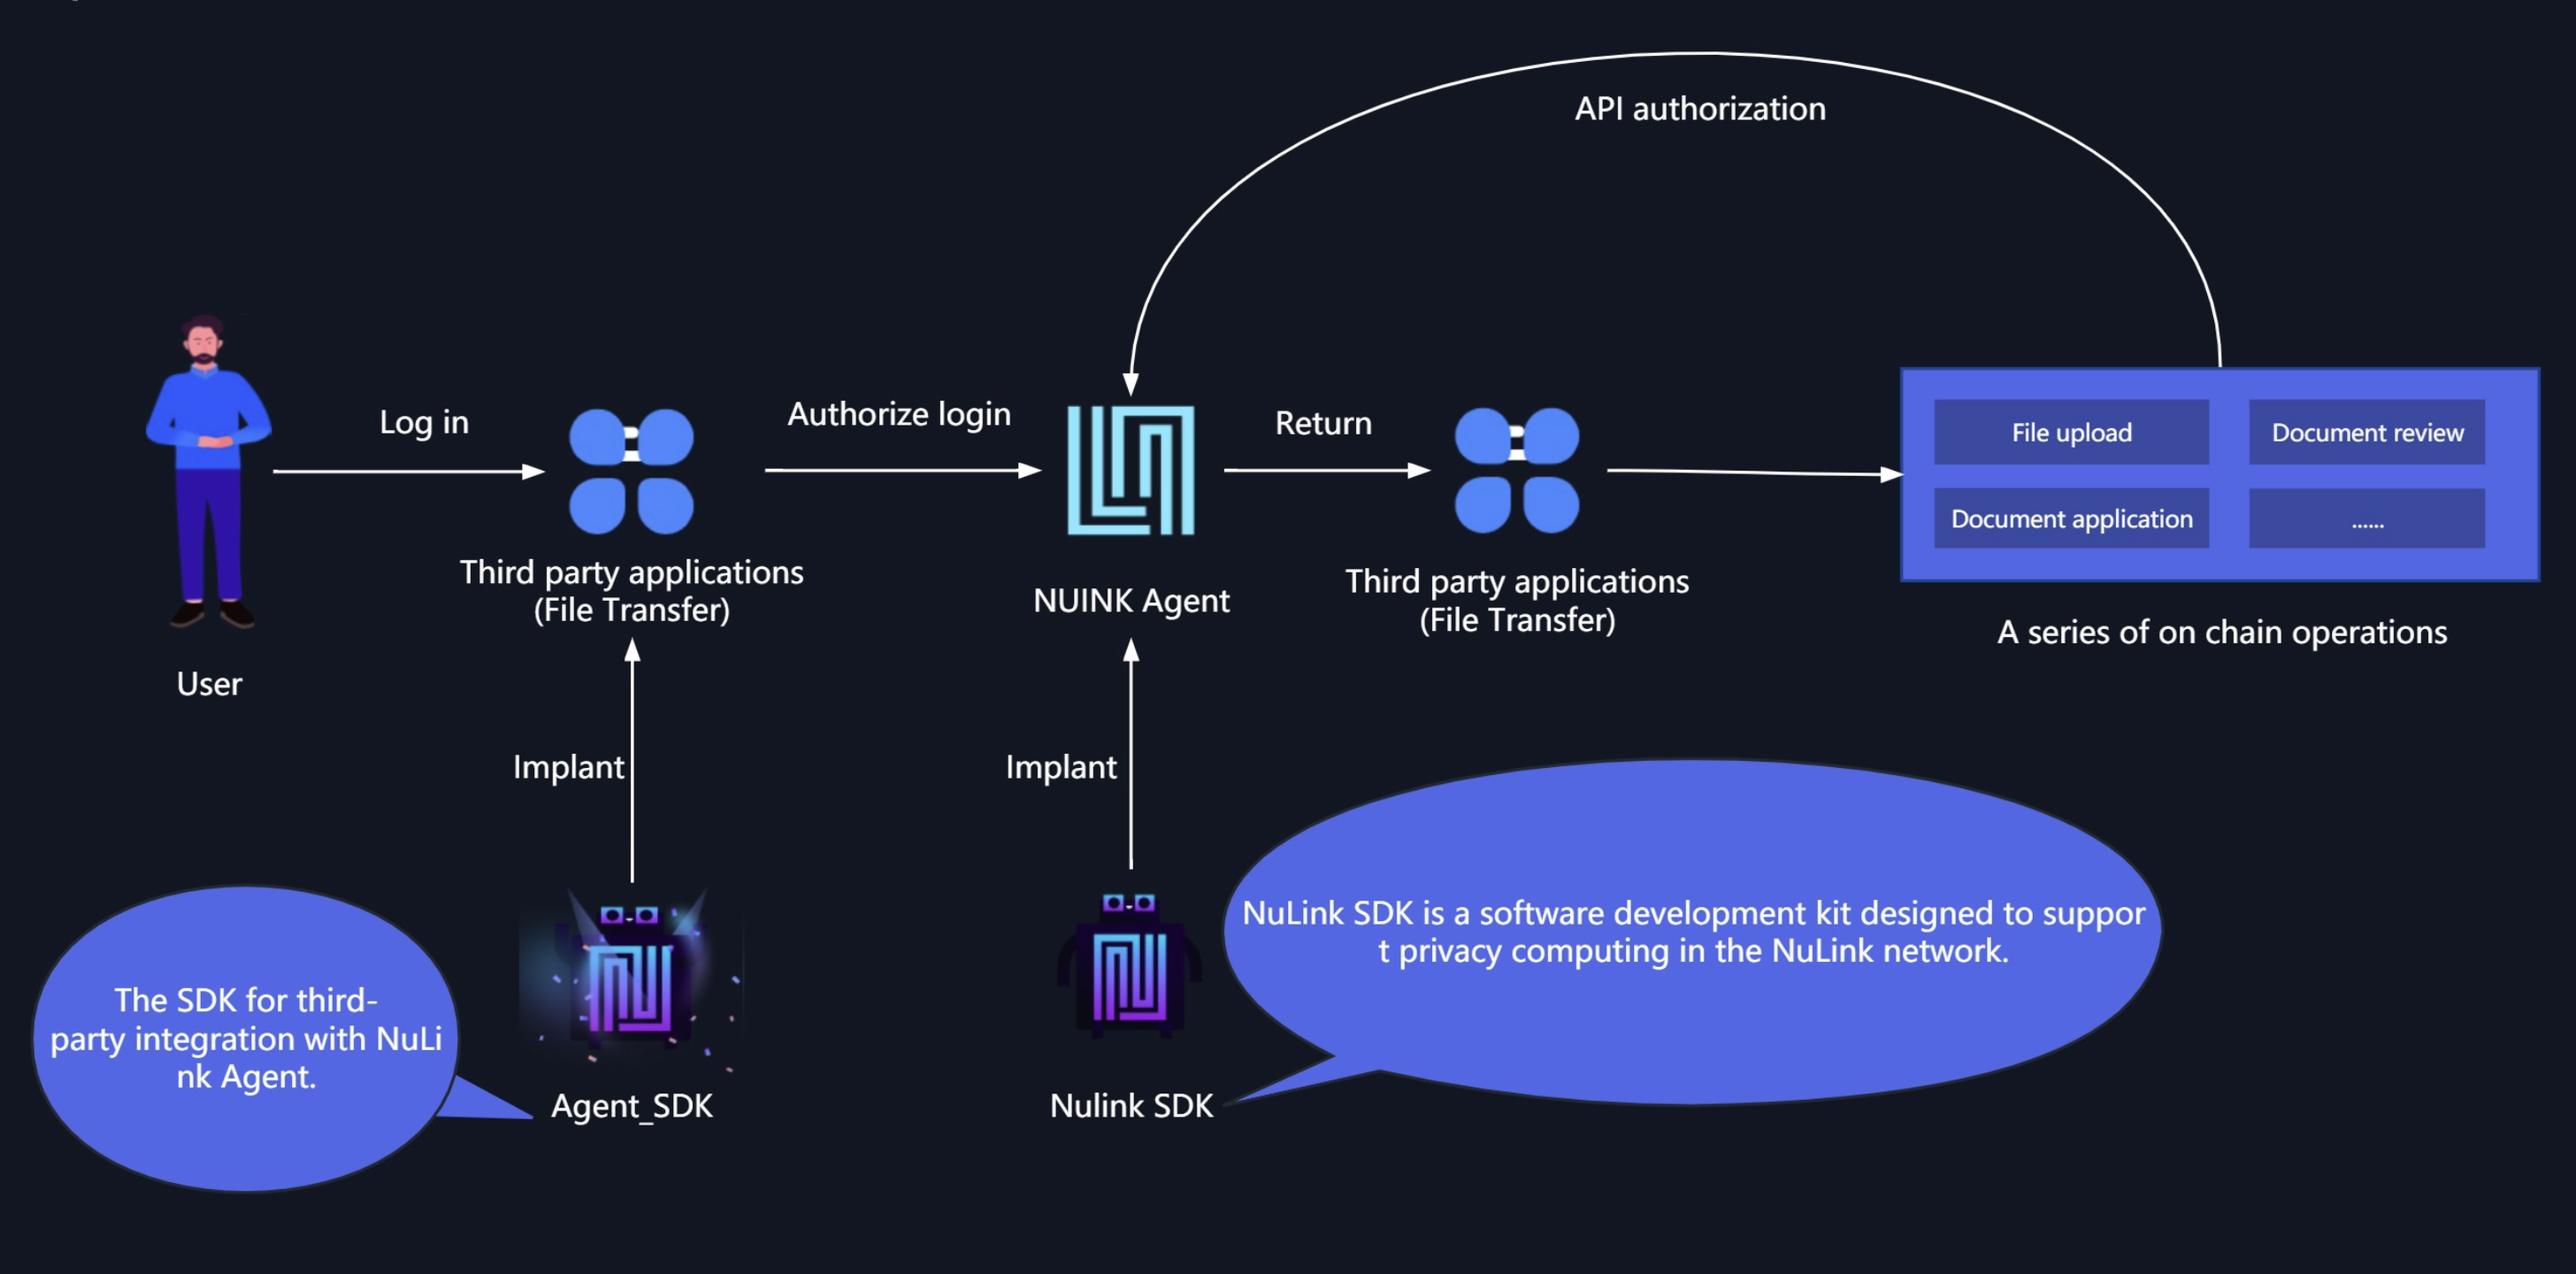 API authorization
Log in
Authorize login
Return
File upload
Document review
Document application
......
Third party applications
(File Transfer)
NUINK Agent
Third party applications
(File Transfer)
A series of on chain operations
User
Implant
Implant
NuLink SDK is a software development kit designed to suppor
t privacy computing in the NuLink network.
The SDK for third-
party integration with NuLi
nk Agent.
Agent_SDK
Nulink SDK